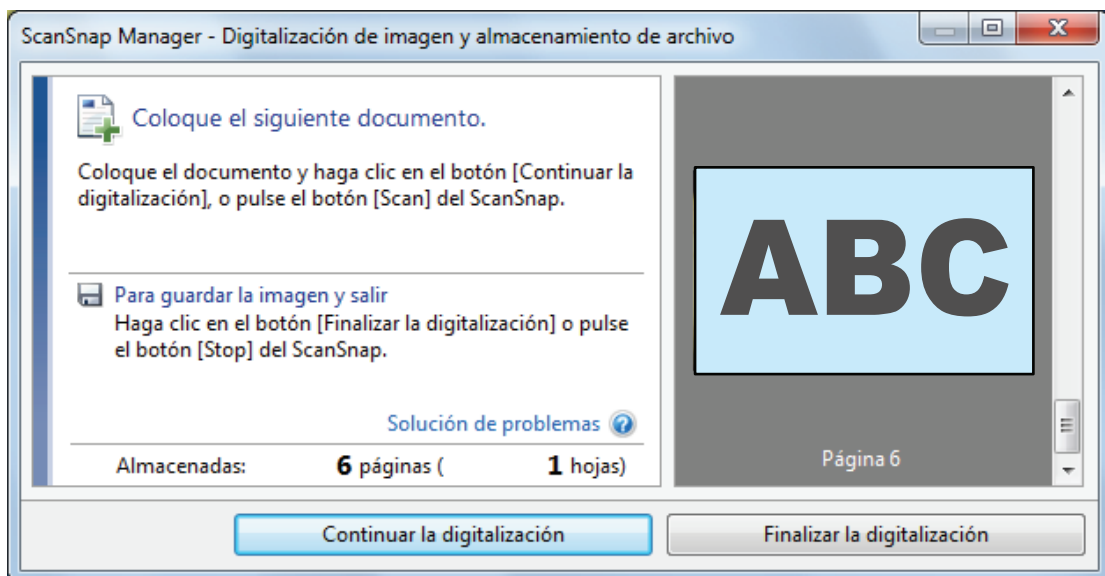 ScanSnap Manager - Digitalización de imagen y almacenamiento de archivo
Coloque el siguiente documento.
Coloque el documento y haga clic en el botón [Continuar la
digitalización], o pulse el botón [Scan] del ScanSnap.
Para guardar la imagen y salir
Haga clic en el botón [Finalizar la digitalización] o pulse
el botón [Stop] del ScanSnap.
Solución de problemas
Almacenadas: 6 páginas ( 1 hojas)
ABC
Página 6
Continuar la digitalización
Finalizar la digitalización